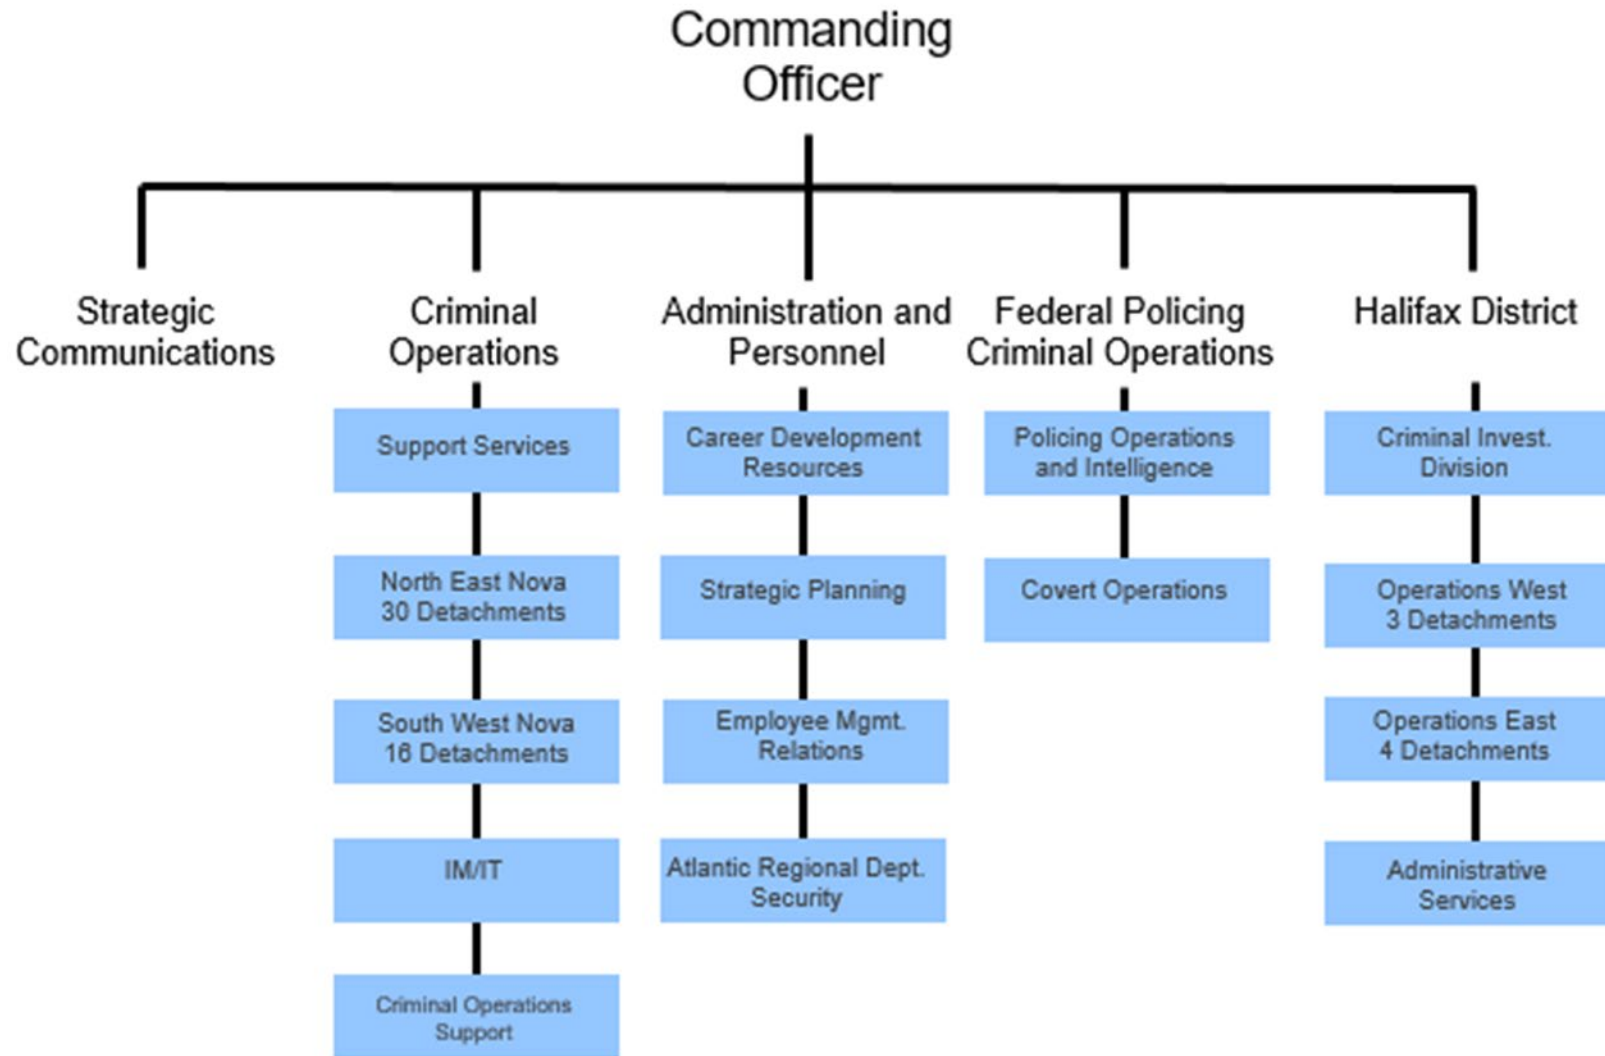 Commanding
Officer
Strategic
Communications
Criminal
Operations
Support Services
North East Nova
30 Detachments
South West Nova
16 Detachments
IM/IT
Criminal Operations
Support
Administration and
Personnel
Career Development
Resources
Strategic Planning
Employee Mgmt.
Relations
Atlantic Regional Dept.
Security
Federal Policing
Criminal Operations
Policing Operations
and Intelligence
Covert Operations
Halifax District
Criminal Invest.
Division
Operations West
3 Detachments
Operations East
4 Detachments
Administrative
Services